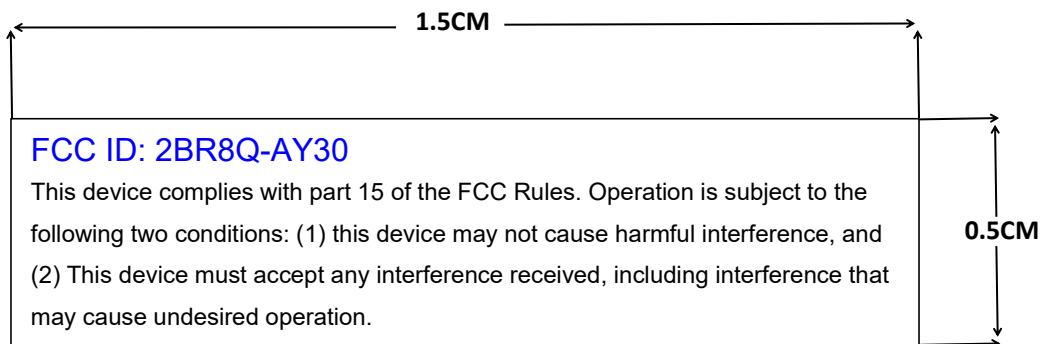 1.5CM
FCC ID: 2BR8Q-AY30
This device complies with part 15 of the FCC Rules. Operation is subject to the
following two conditions: (1) this device may not cause harmful interference, and
0.5CM
(2) This device must accept any interference received, including interference that
may cause undesired operation.